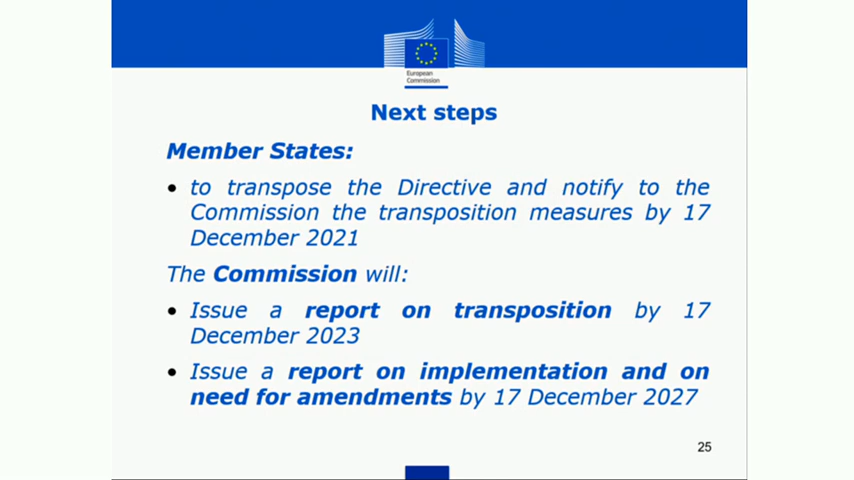 European
Commission
Next steps
Member States:
• to transpose the Directive and notify to the
Commission the transposition measures by 17
December 2021
The Commission will:
• Issue a report on transposition by 17
December 2023
• Issue a report on implementation and on
need for amendments by 17 December 2027
25